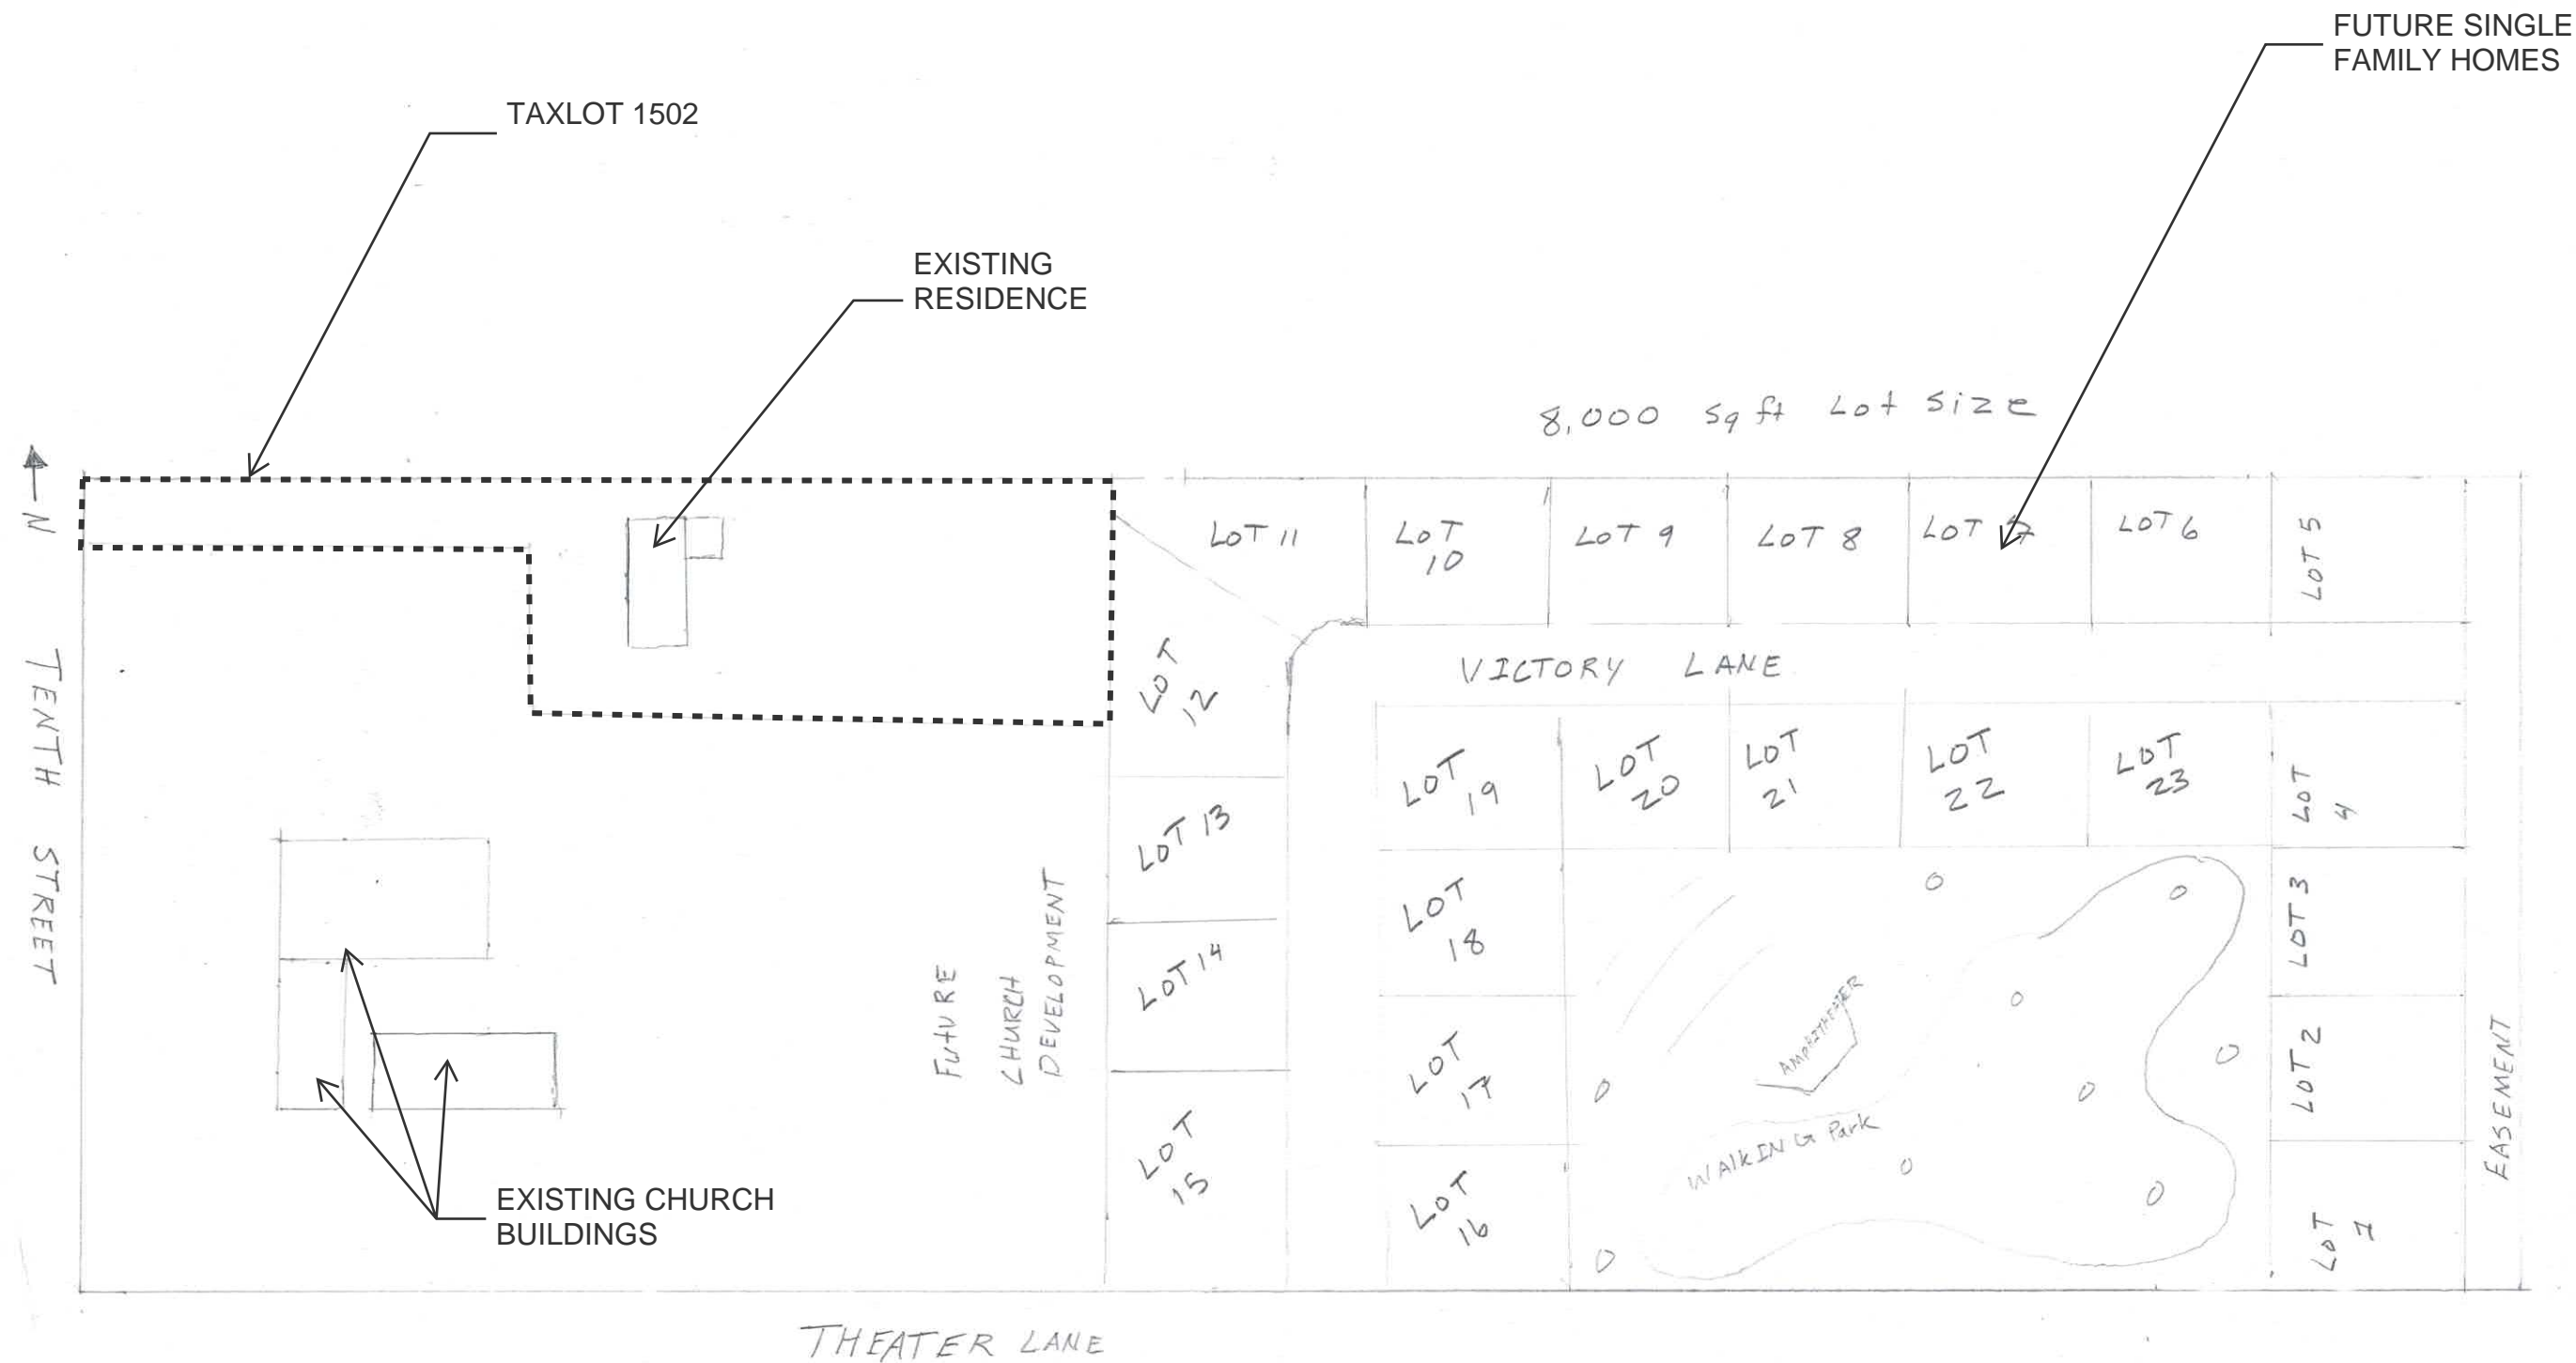 FUTURE SINGLE
FAMILY HOMES
TAXLOT 1502
EXISTING
RESIDENCE
8,000 sq ft Lot size
N
TENTH STREET
LOT 11
LOT
10
LOT 9
LOT 8
LOT 7
LOT 6
LOT 5
VICTORY LANE
LOT
12
LOT
19
LOT
20
LOT
21
LOT
22
LOT
23
LOT
4
LOT 13
LOT
18
LOT 3
LOT 14
FUtURE
CHURCH
DEVELOPMENT
AMPHITHEATER
LOT
17
LOT 2
EASEMENT
WAlkING Park
LOT
15
LOT
16
LOT
1
EXISTING CHURCH
BUILDINGS
THEATER LANE